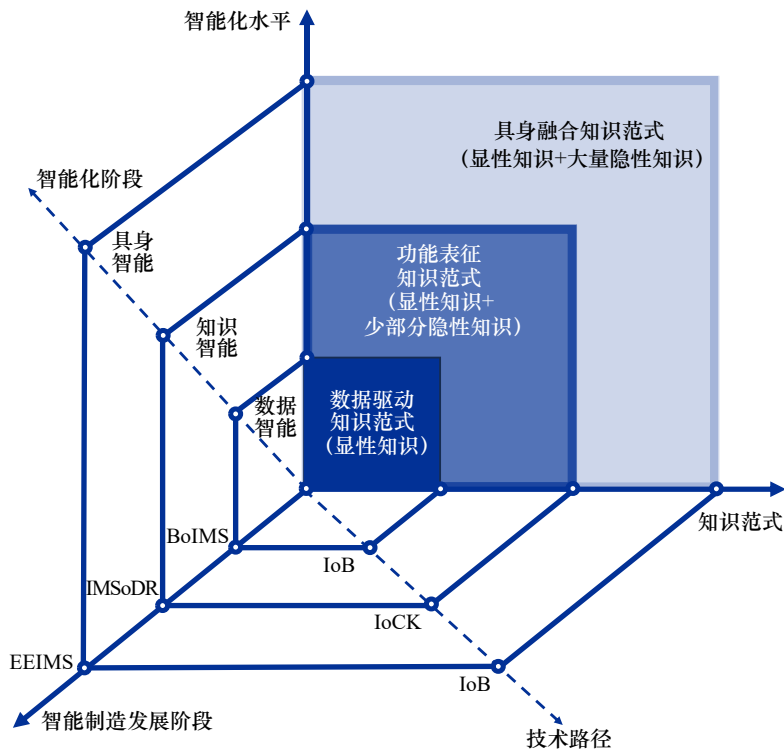 智能化水平
具身融合知识范式
（显性知识+大量隐性知识）
智能化阶段
具身
智能
功能表征
知识范式
（显性知识+
少部分隐性知识）
知识
智能
数据
智能
数据驱动
知识范式
（显性知识）
知识范式
BoIMS
IoB
IMSoDR
IoCK
EEIMS
IoB
智能制造发展阶段
技术路径